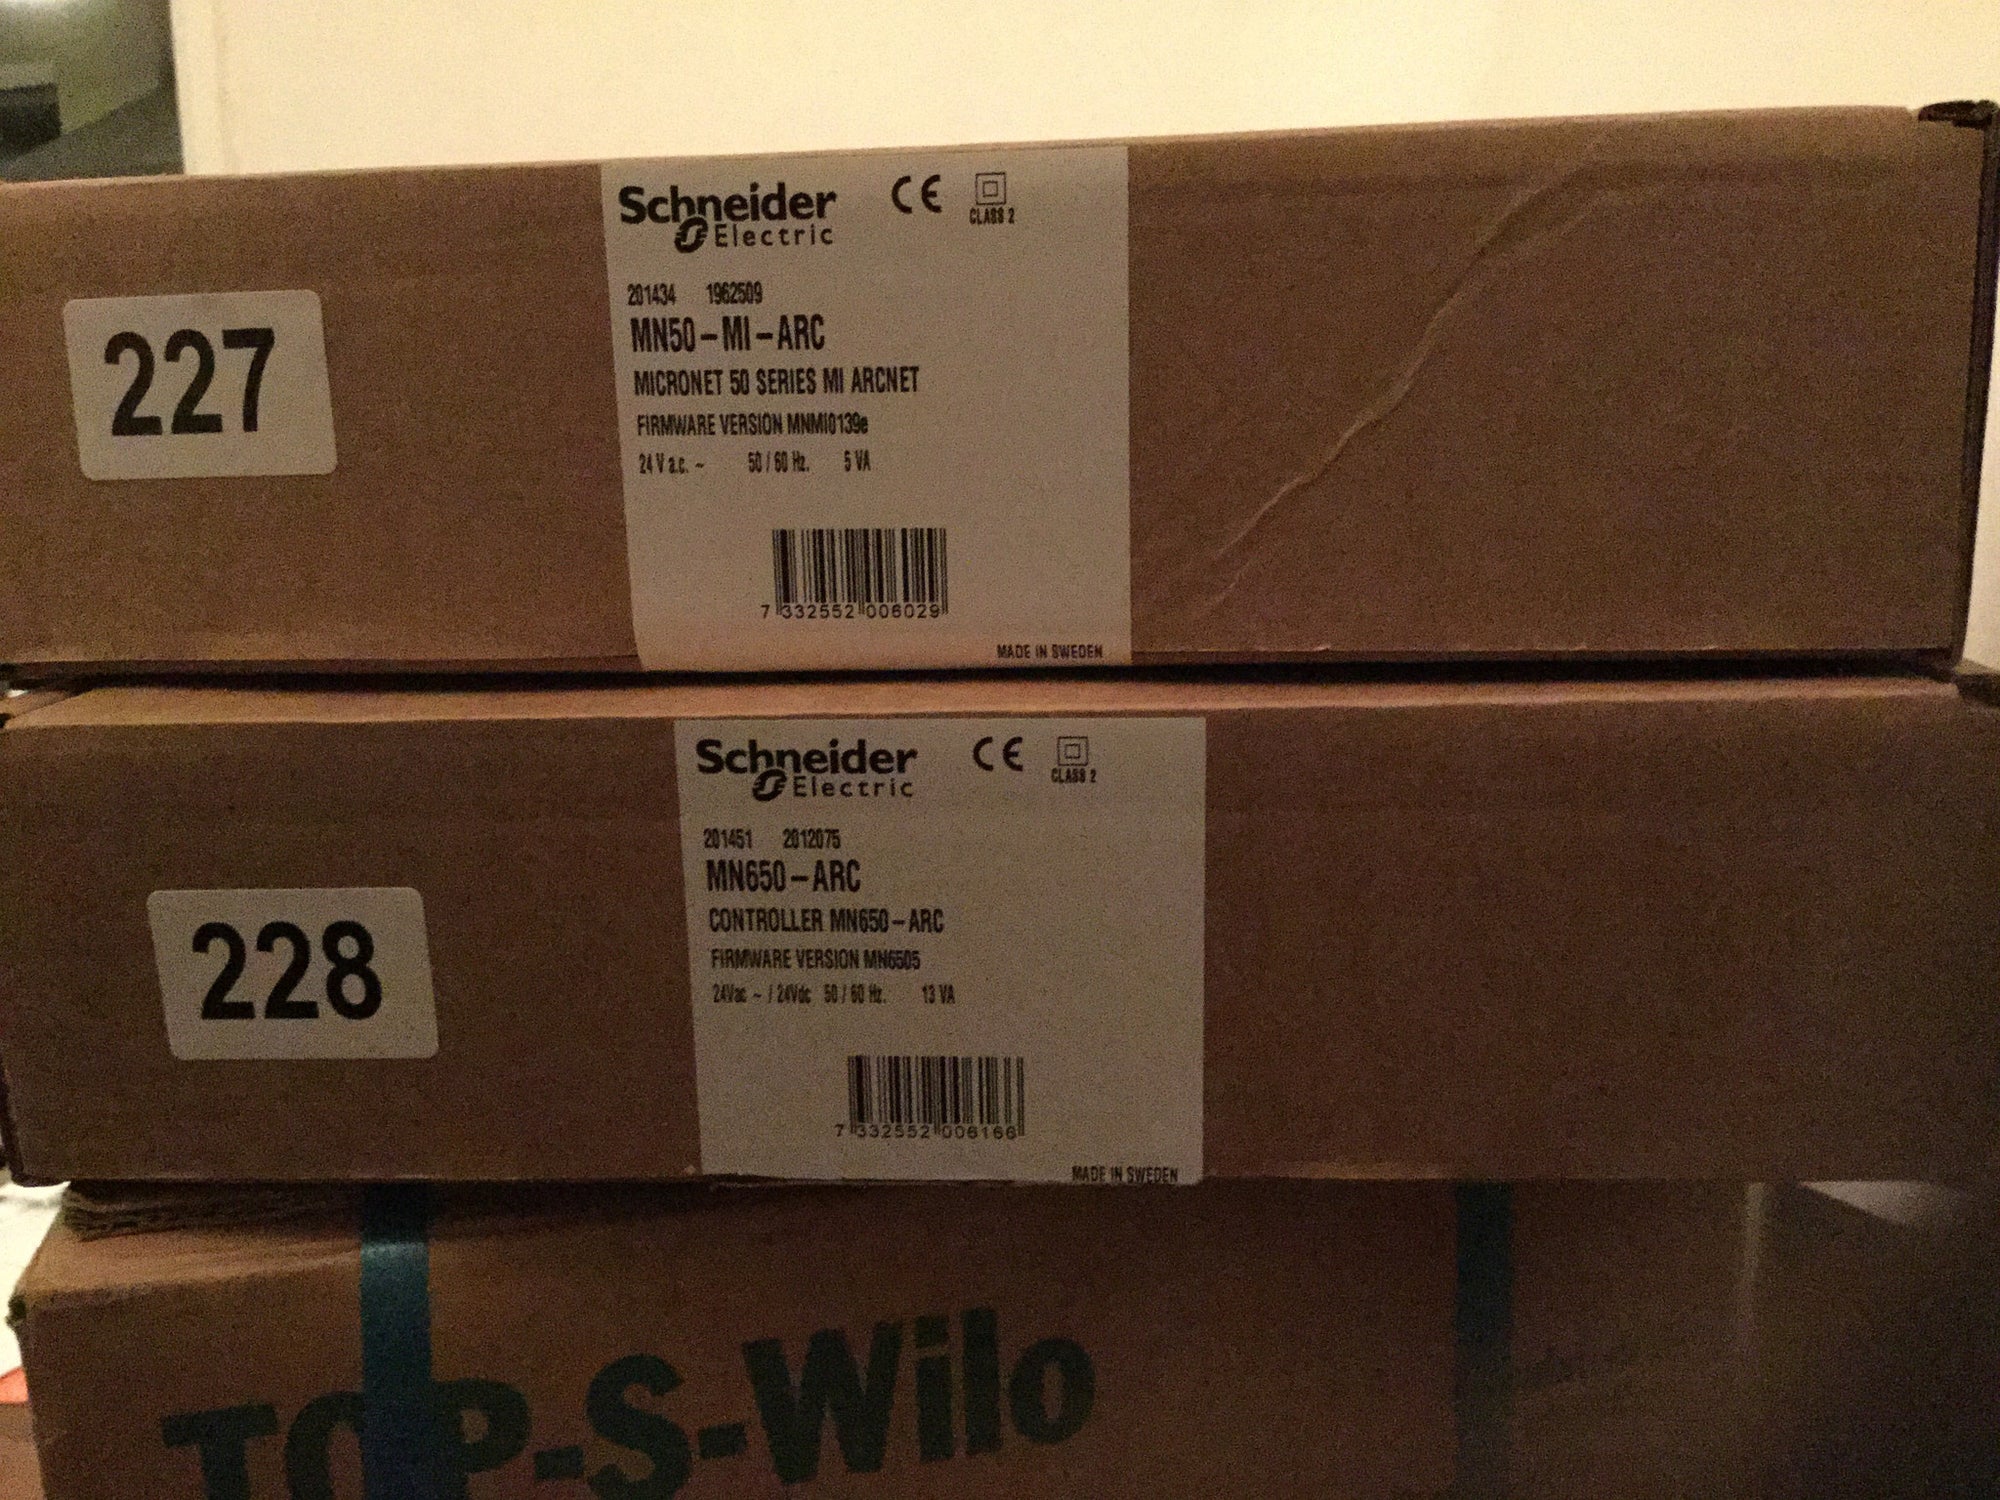 227
Schneider
Electric
CE
CLASS 2
201434 1962509
MN50-MI-ARC
MICRONET 50 SERIES MI ARCNET
FIRMWARE VERSION MNMI0139e
24 V a.c. ~ 50 / 60 Hz. 5 VA
7 332552 006029
MADE IN SWEDEN
228
Schneider
Electric
CE
CLASS 2
201451 2012075
MN650-ARC
CONTROLLER MN650-ARC
FIRMWARE VERSION MN6505
24Vac ~ / 24Vdc 50 / 60 Hz. 13 VA
7 332552 006166
MADE IN SWEDEN
TOP-S-Wilo